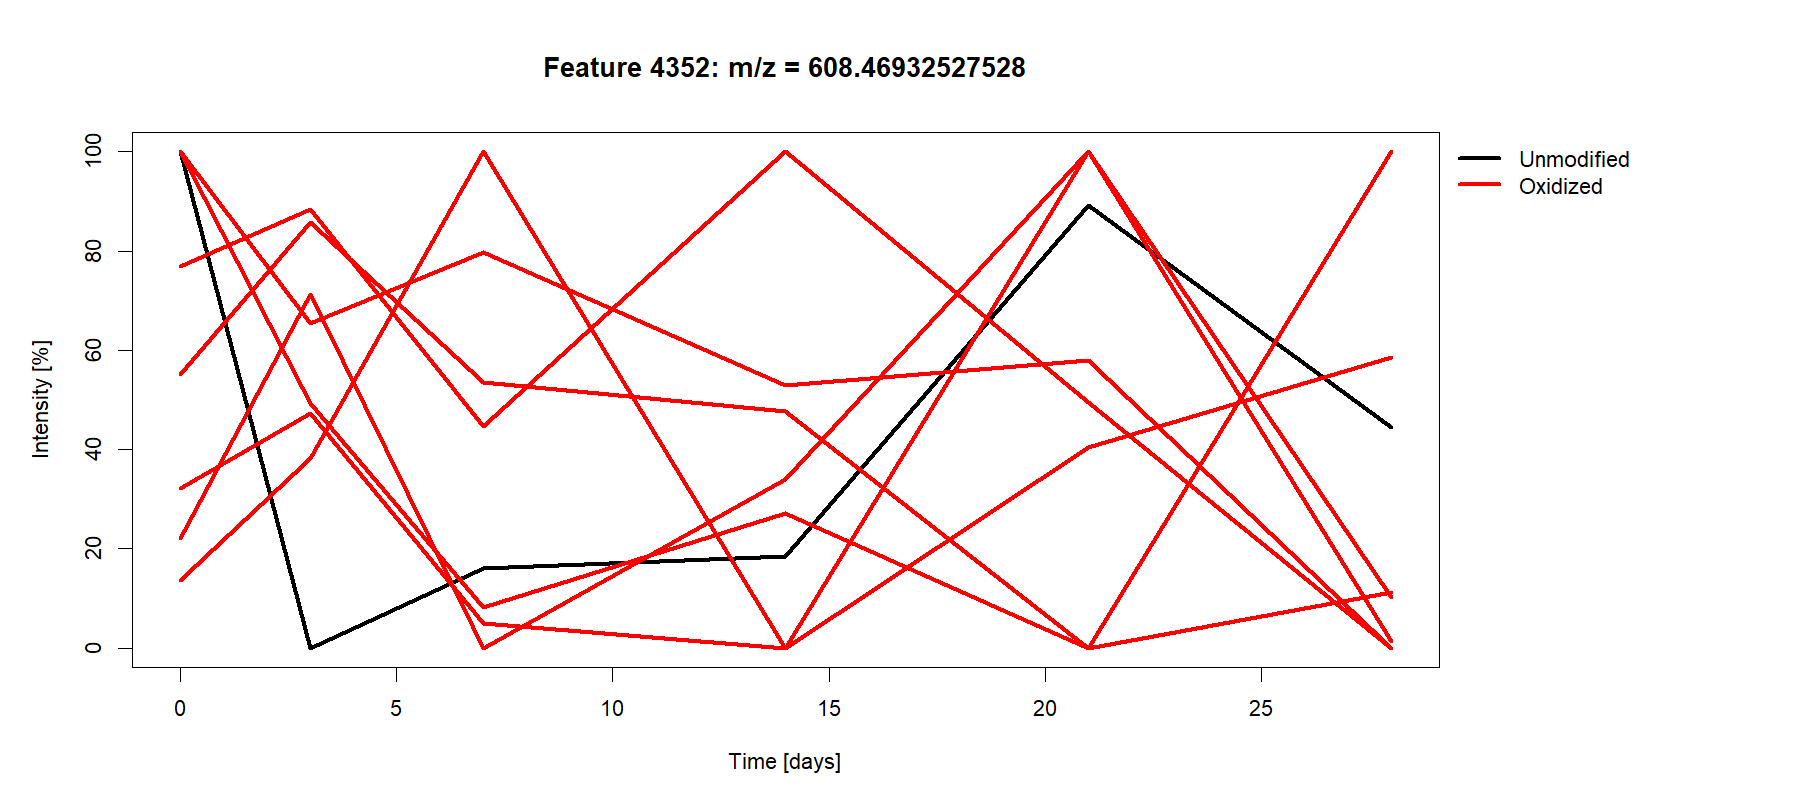 Feature 4352: m/z = 608.46932527528
Unmodified
Oxidized
Intensity [%]
100
80
60
40
20
0
0 5 10 15 20 25
Time [days]